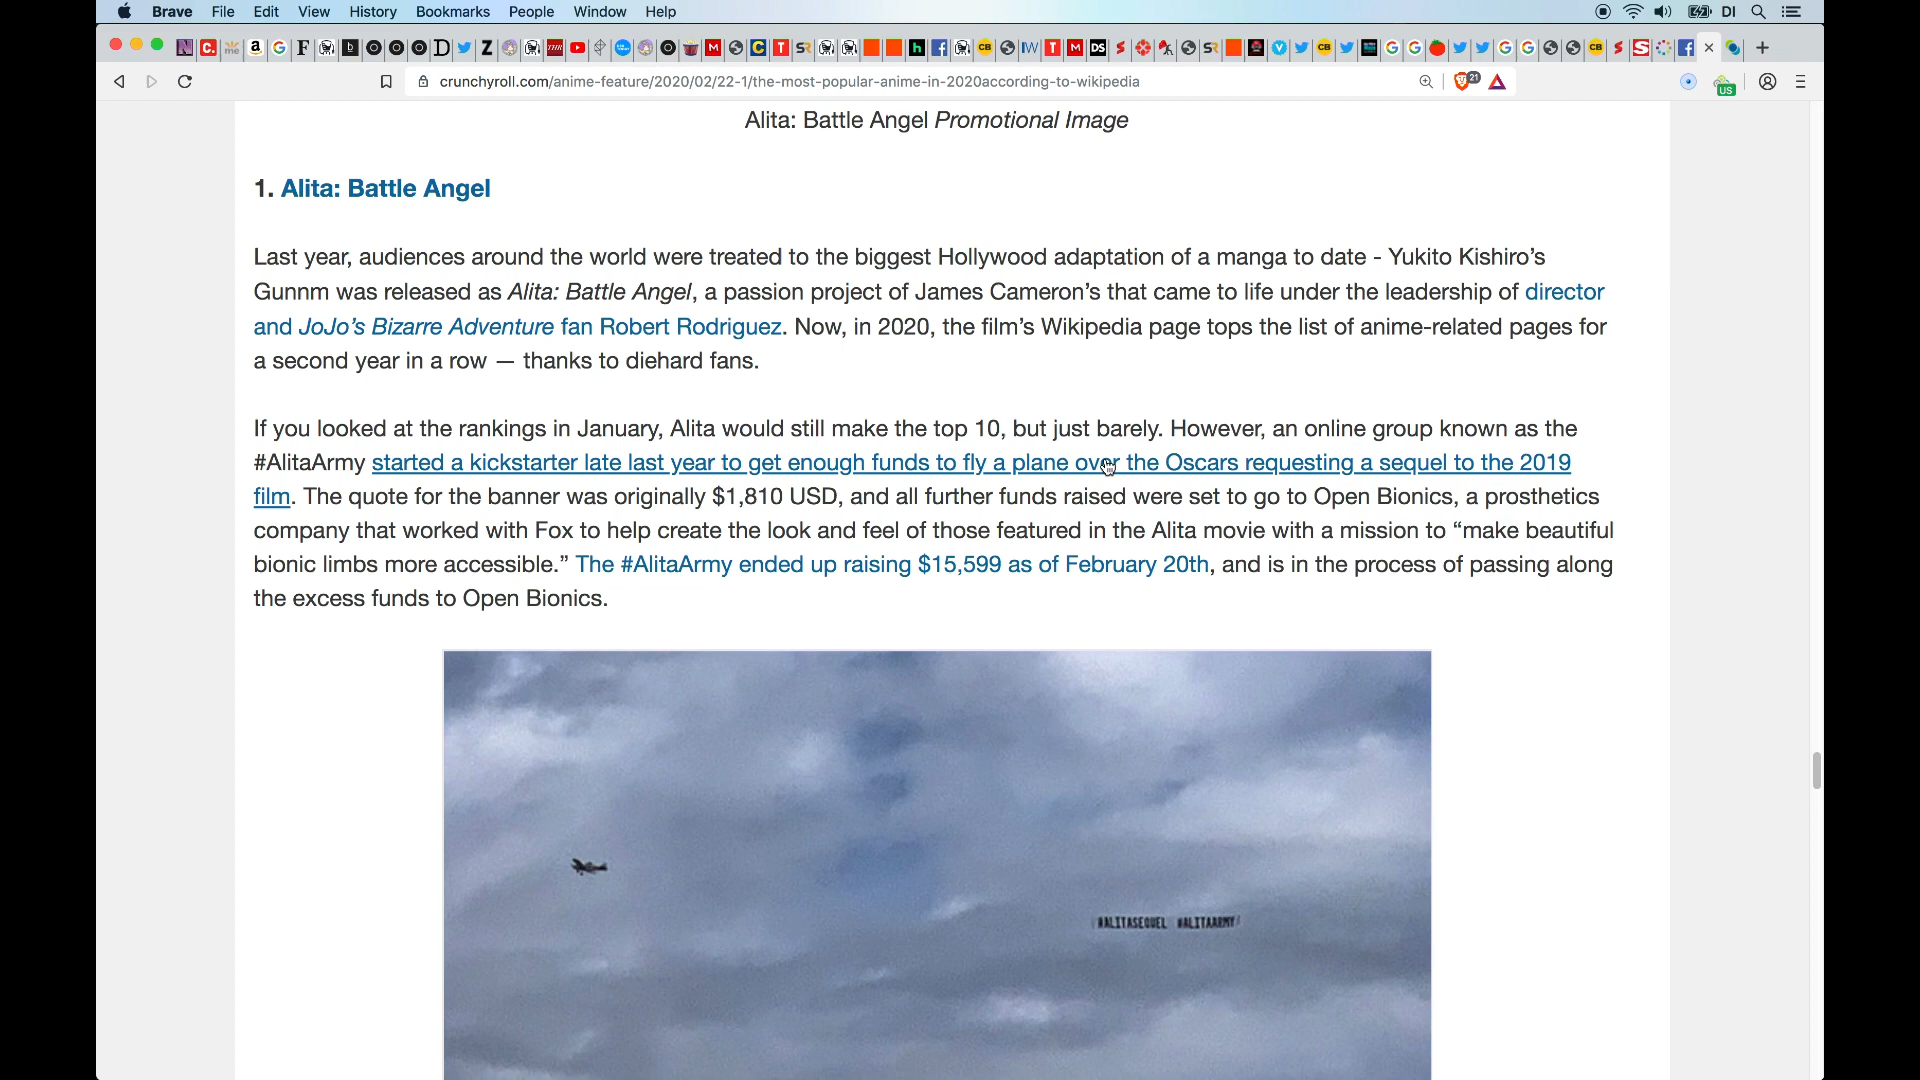 Brave File Edit View History Bookmarks People Window Help DI
crunchyroll.com/anime-feature/2020/02/22-1/the-most-popular-anime-in-2020according-to-wikipedia 21 US
Alita: Battle Angel Promotional Image
1. Alita: Battle Angel
Last year, audiences around the world were treated to the biggest Hollywood adaptation of a manga to date - Yukito Kishiro’s
Gunnm was released as Alita: Battle Angel, a passion project of James Cameron’s that came to life under the leadership of director
and JoJo’s Bizarre Adventure fan Robert Rodriguez. Now, in 2020, the film’s Wikipedia page tops the list of anime-related pages for
a second year in a row — thanks to diehard fans.
If you looked at the rankings in January, Alita would still make the top 10, but just barely. However, an online group known as the
#AlitaArmy started a kickstarter late last year to get enough funds to fly a plane over the Oscars requesting a sequel to the 2019
film. The quote for the banner was originally $1,810 USD, and all further funds raised were set to go to Open Bionics, a prosthetics
company that worked with Fox to help create the look and feel of those featured in the Alita movie with a mission to “make beautiful
bionic limbs more accessible.” The #AlitaArmy ended up raising $15,599 as of February 20th, and is in the process of passing along
the excess funds to Open Bionics.
#ALITASEQUEL #ALITAARMY